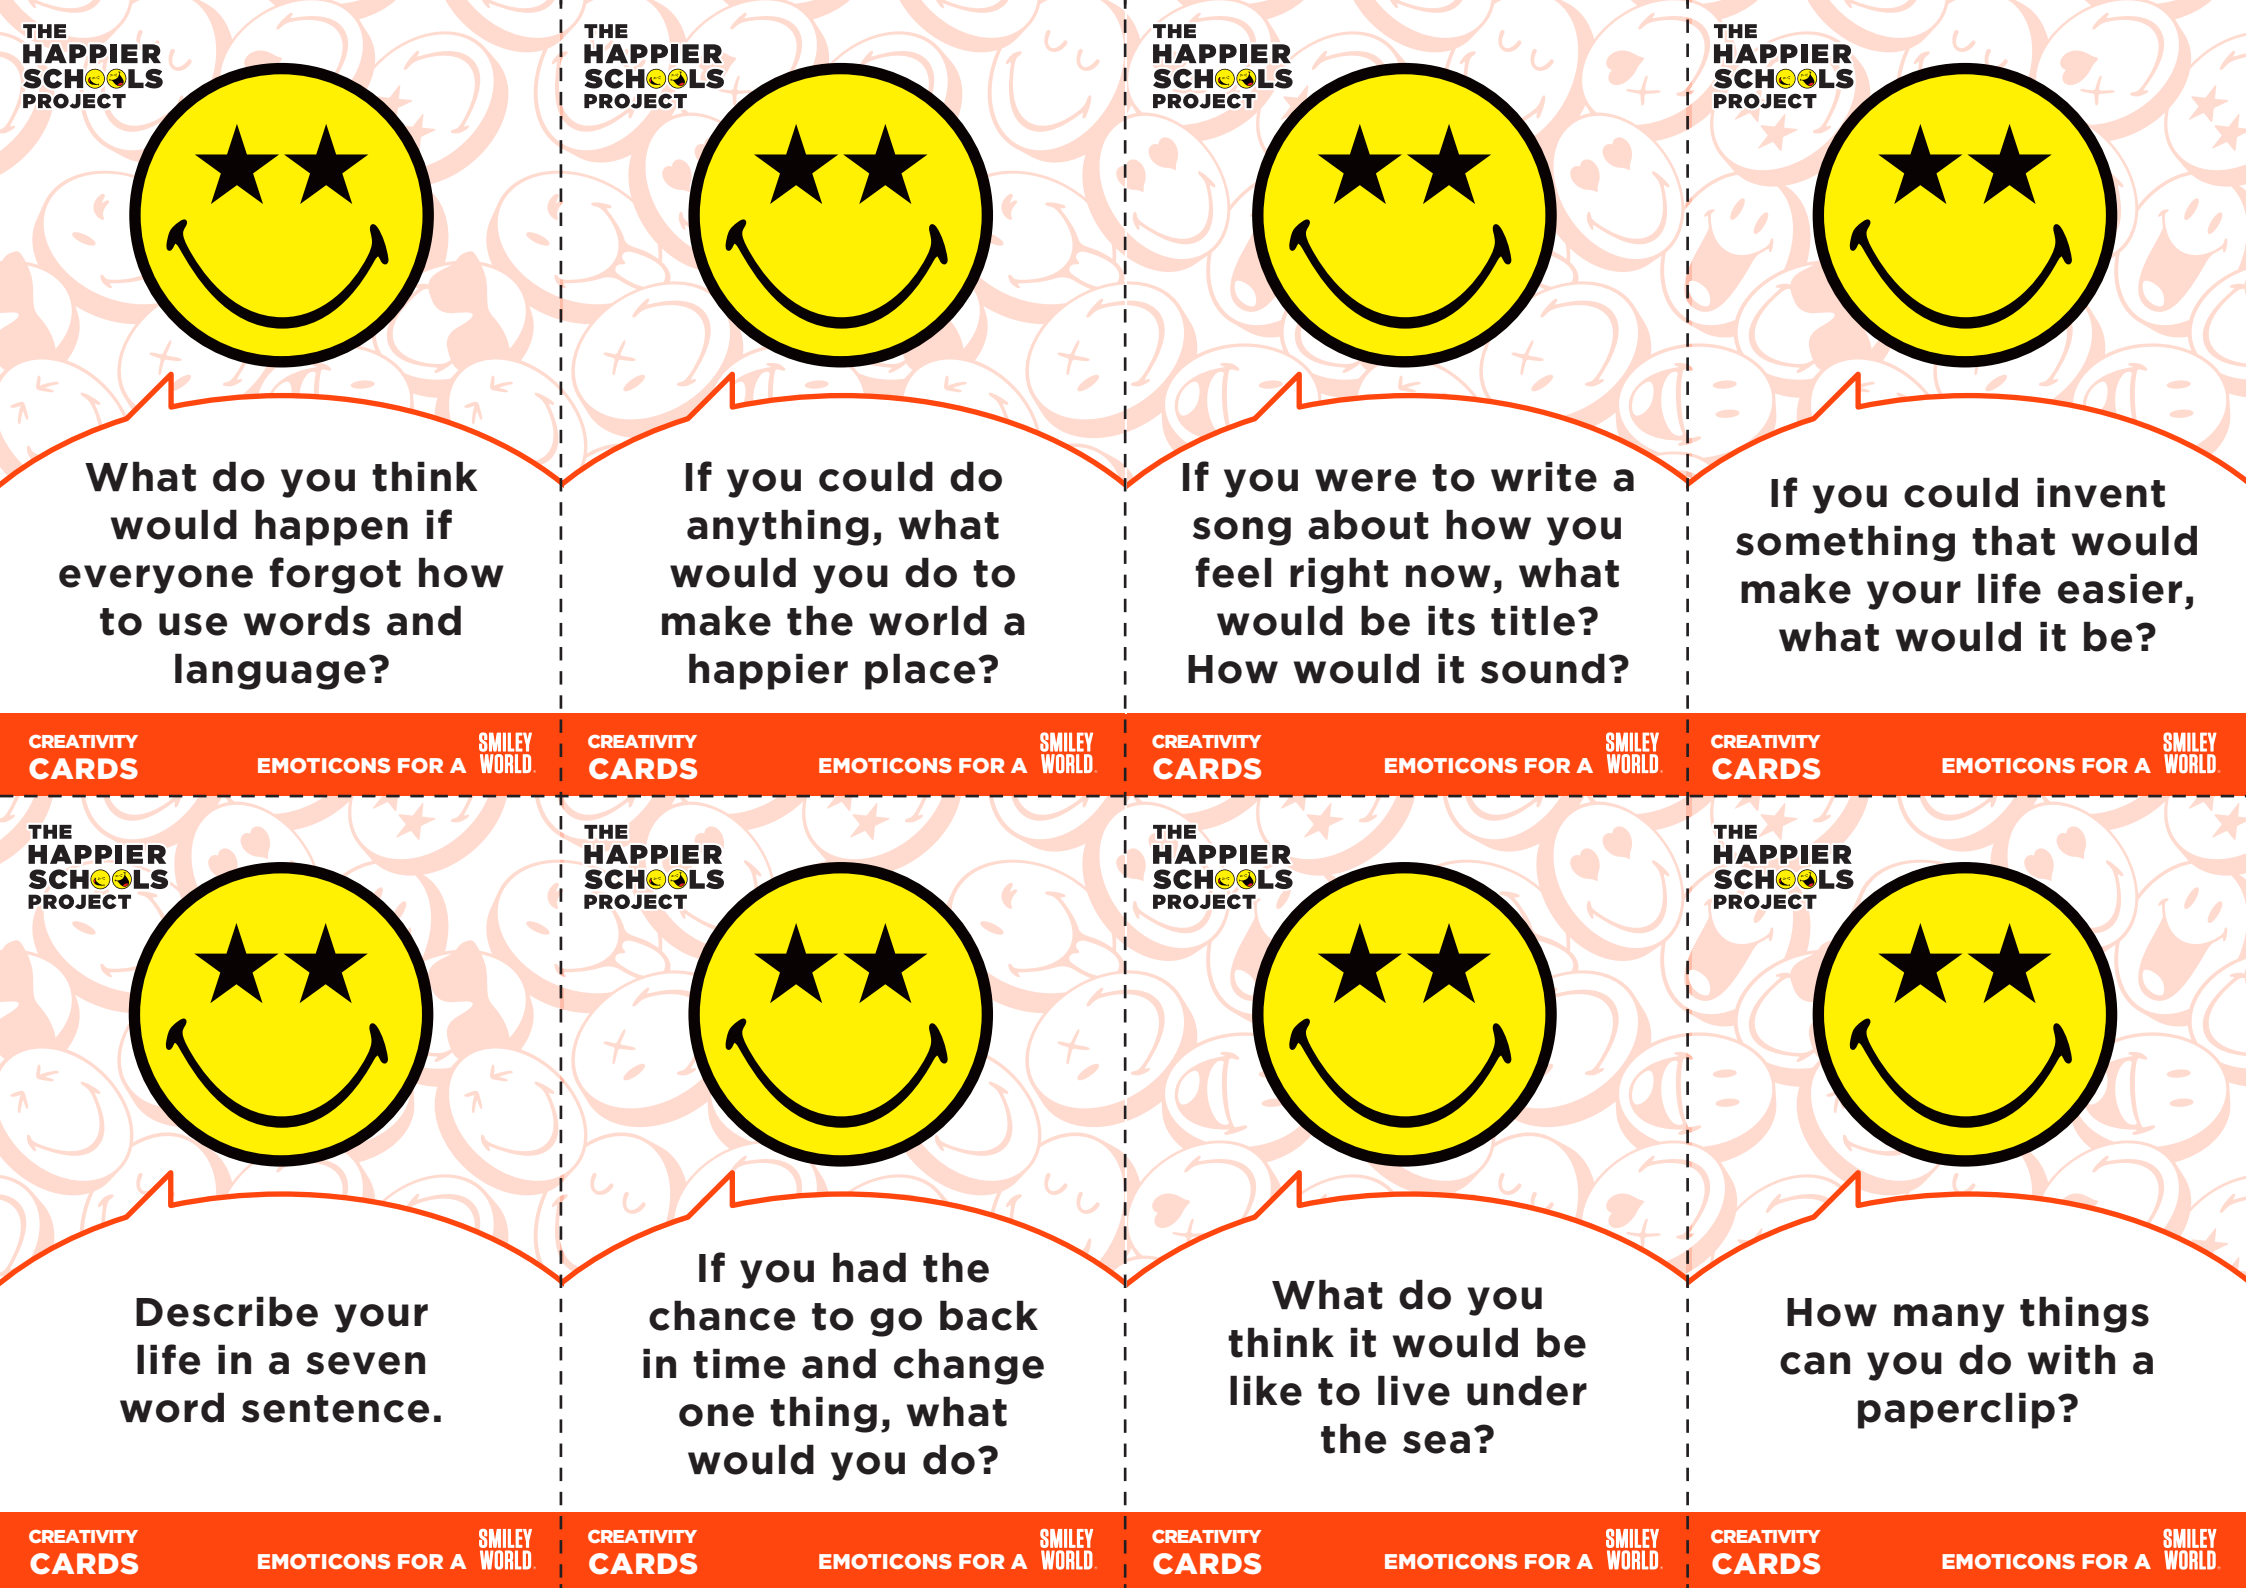 THE
HAPPIER
SCHOOLS
PROJECT
What do you think
would happen if
everyone forgot how
to use words and
language?
CREATIVITY
CARDS
EMOTICONS FOR A
SMILEY
WORLD
THE
HAPPIER
SCHOOLS
PROJECT
If you could do
anything, what
would you do to
make the world a
happier place?
CREATIVITY
CARDS
EMOTICONS FOR A
SMILEY
WORLD
THE
HAPPIER
SCHOOLS
PROJECT
If you were to write a
song about how you
feel right now, what
would be its title?
How would it sound?
CREATIVITY
CARDS
EMOTICONS FOR A
SMILEY
WORLD
THE
HAPPIER
SCHOOLS
PROJECT
If you could invent
something that would
make your life easier,
what would it be?
CREATIVITY
CARDS
EMOTICONS FOR A
SMILEY
WORLD
THE
HAPPIER
SCHOOLS
PROJECT
Describe your
life in a seven
word sentence.
CREATIVITY
CARDS
EMOTICONS FOR A
SMILEY
WORLD
THE
HAPPIER
SCHOOLS
PROJECT
If you had the
chance to go back
in time and change
one thing, what
would you do?
CREATIVITY
CARDS
EMOTICONS FOR A
SMILEY
WORLD
THE
HAPPIER
SCHOOLS
PROJECT
What do you
think it would be
like to live under
the sea?
CREATIVITY
CARDS
EMOTICONS FOR A
SMILEY
WORLD
THE
HAPPIER
SCHOOLS
PROJECT
How many things
can you do with a
paperclip?
CREATIVITY
CARDS
EMOTICONS FOR A
SMILEY
WORLD